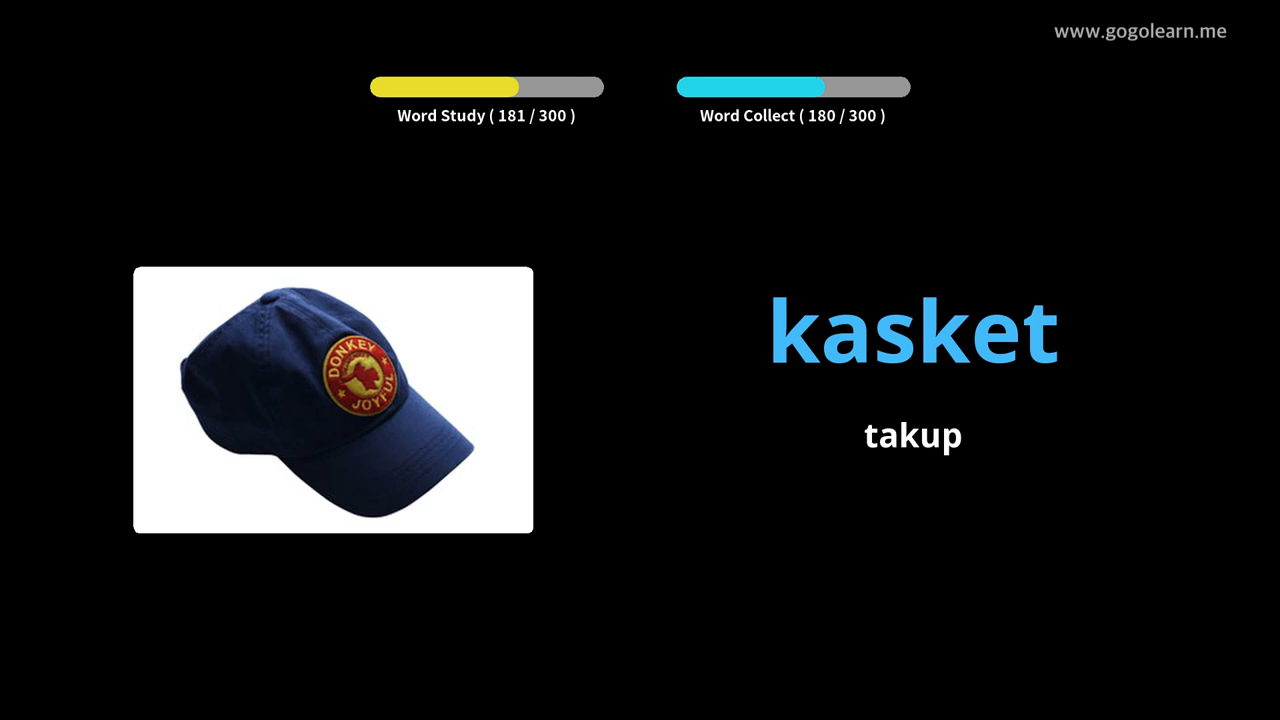 www.gogolearn.me
Word Study ( 181 / 300 )
Word Collect ( 180 / 300 )
DONKEY
JOYFUL
kasket
takup